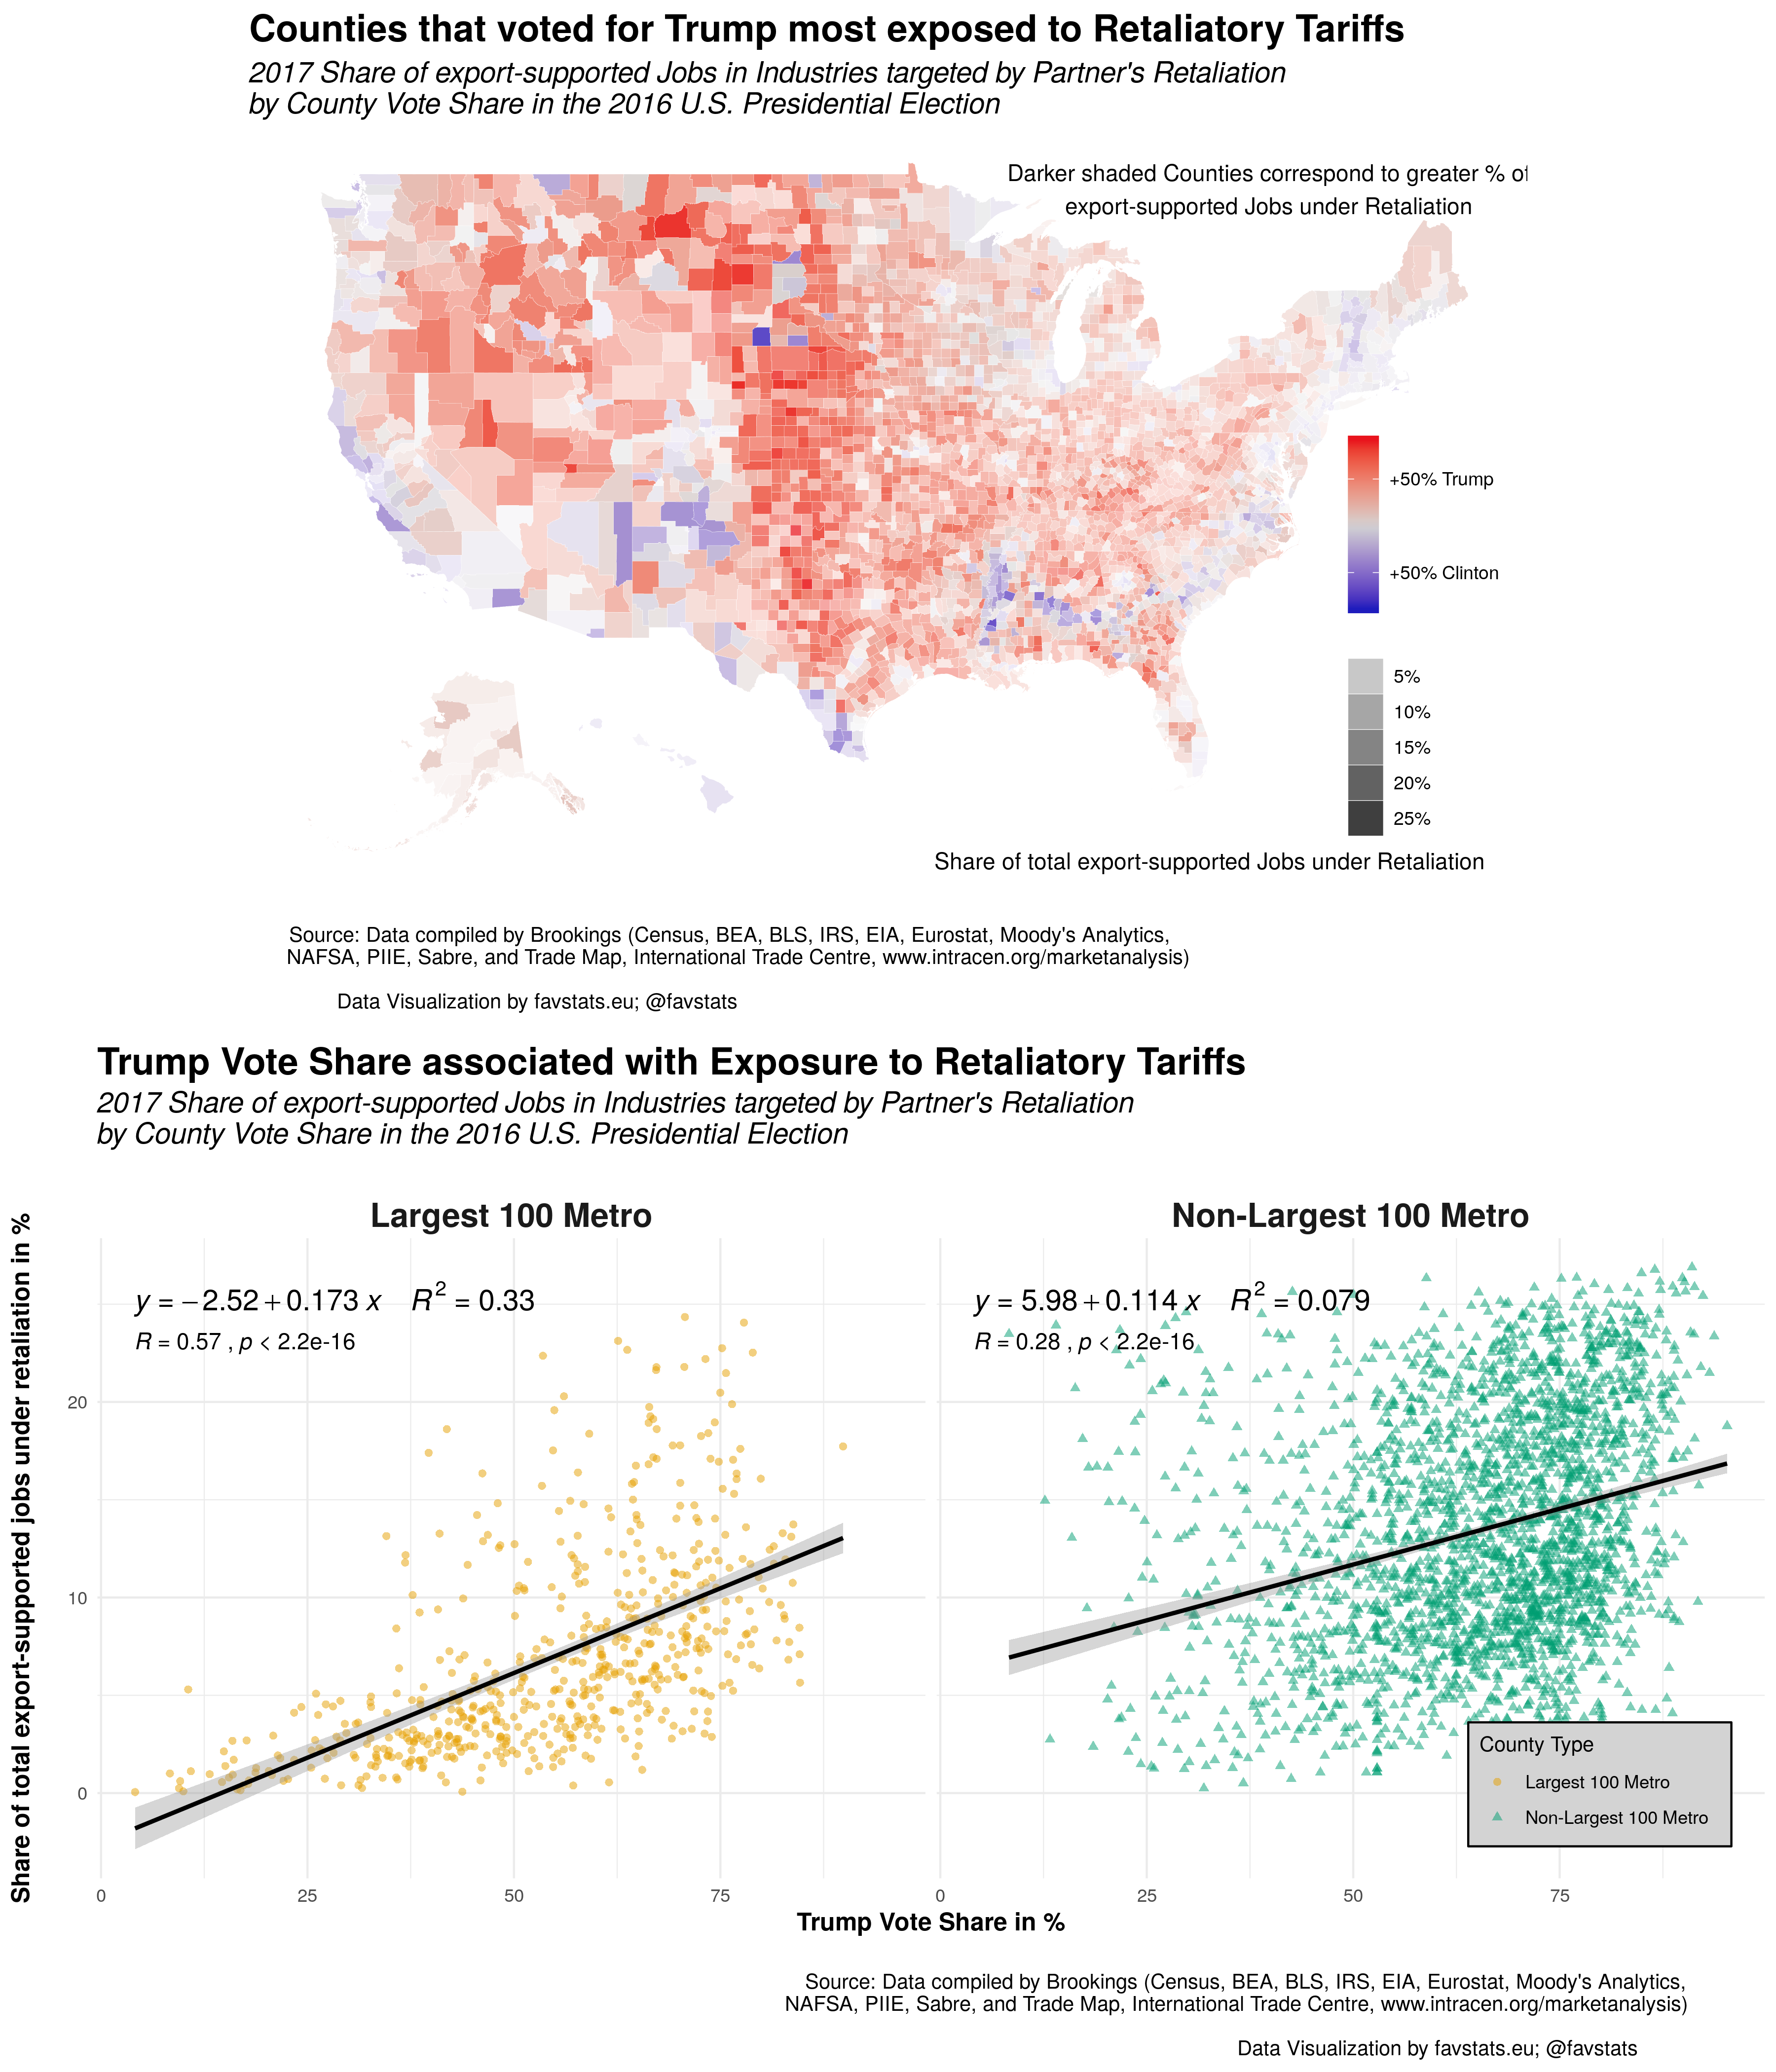 Counties that voted for Trump most exposed to Retaliatory Tariffs
2017 Share of export-supported Jobs in Industries targeted by Partner's Retaliation
by County Vote Share in the 2016 U.S. Presidential Election
Darker shaded Counties correspond to greater % of
export-supported Jobs under Retaliation
+50% Trump
+50% Clinton
5%
10%
15%
20%
25%
Share of total export-supported Jobs under Retaliation
Source: Data compiled by Brookings (Census, BEA, BLS, IRS, EIA, Eurostat, Moody's Analytics,
NAFSA, PIIE, Sabre, and Trade Map, International Trade Centre, www.intracen.org/marketanalysis)
Data Visualization by favstats.eu; @favstats
Trump Vote Share associated with Exposure to Retaliatory Tariffs
2017 Share of export-supported Jobs in Industries targeted by Partner's Retaliation
by County Vote Share in the 2016 U.S. Presidential Election
Share of total export-supported jobs under retaliation in %
Largest 100 Metro
Non-Largest 100 Metro
y = −2.52+0.173 x R² = 0.33
R = 0.57 , p < 2.2e-16
y = 5.98+0.114 x R² = 0.079
R = 0.28 , p < 2.2e-16
20
10
0
County Type
Largest 100 Metro
Non-Largest 100 Metro
0 25 50 75
0 25 50 75
Trump Vote Share in %
Source: Data compiled by Brookings (Census, BEA, BLS, IRS, EIA, Eurostat, Moody's Analytics,
NAFSA, PIIE, Sabre, and Trade Map, International Trade Centre, www.intracen.org/marketanalysis)
Data Visualization by favstats.eu; @favstats